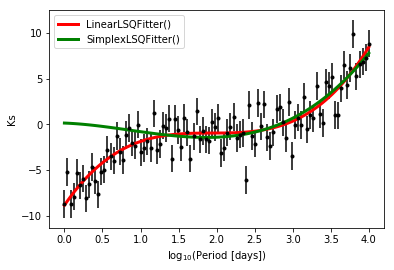 LinearLSQFitter()
SimplexLSQFitter()
10
5
0
−5
−10
Ks
0.0 0.5 1.0 1.5 2.0 2.5 3.0 3.5 4.0
log₁₀(Period [days])